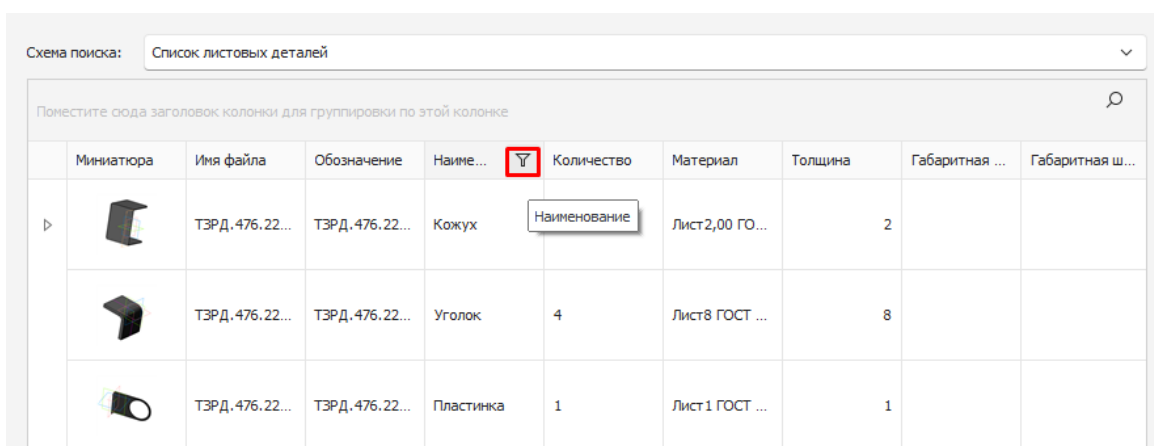 Схема поиска: Список листовых деталей
Поместите сюда заголовок колонки для группировки по этой колонке
Миниатюра Имя файла Обозначение Наиме... Количество Материал Толщина Габаритная ... Габаритная ш...
ТЗРД.476.22... ТЗРД.476.22... Кожух Лист2,00 ГО... 2
Наименование
ТЗРД.476.22... ТЗРД.476.22... Уголок 4 Лист8 ГОСТ ... 8
ТЗРД.476.22... ТЗРД.476.22... Пластинка 1 Лист1 ГОСТ ... 1